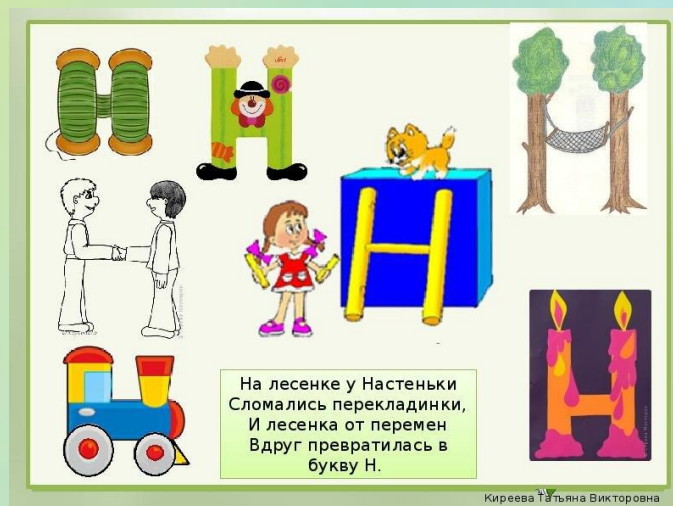 На лесенке у Настеньки
Сломались перекладинки,
И лесенка от перемен
Вдруг превратилась в
букву Н.
Киреева Татьяна Викторовна